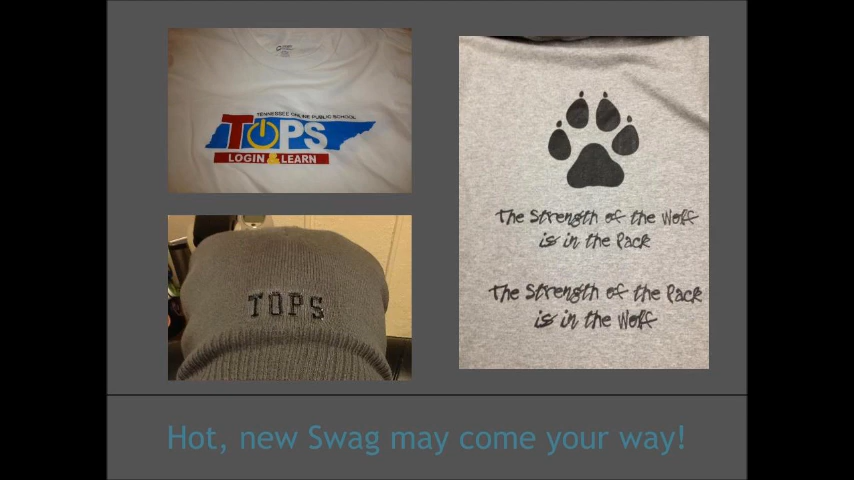 TENNESSEE ONLINE PUBLIC SCHOOL
TOPS
LOGIN & LEARN
TOPS
The Strength of the Wolf
is in the Pack
The Strength of the Pack
is in the Wolf
Hot, new Swag may come your way!